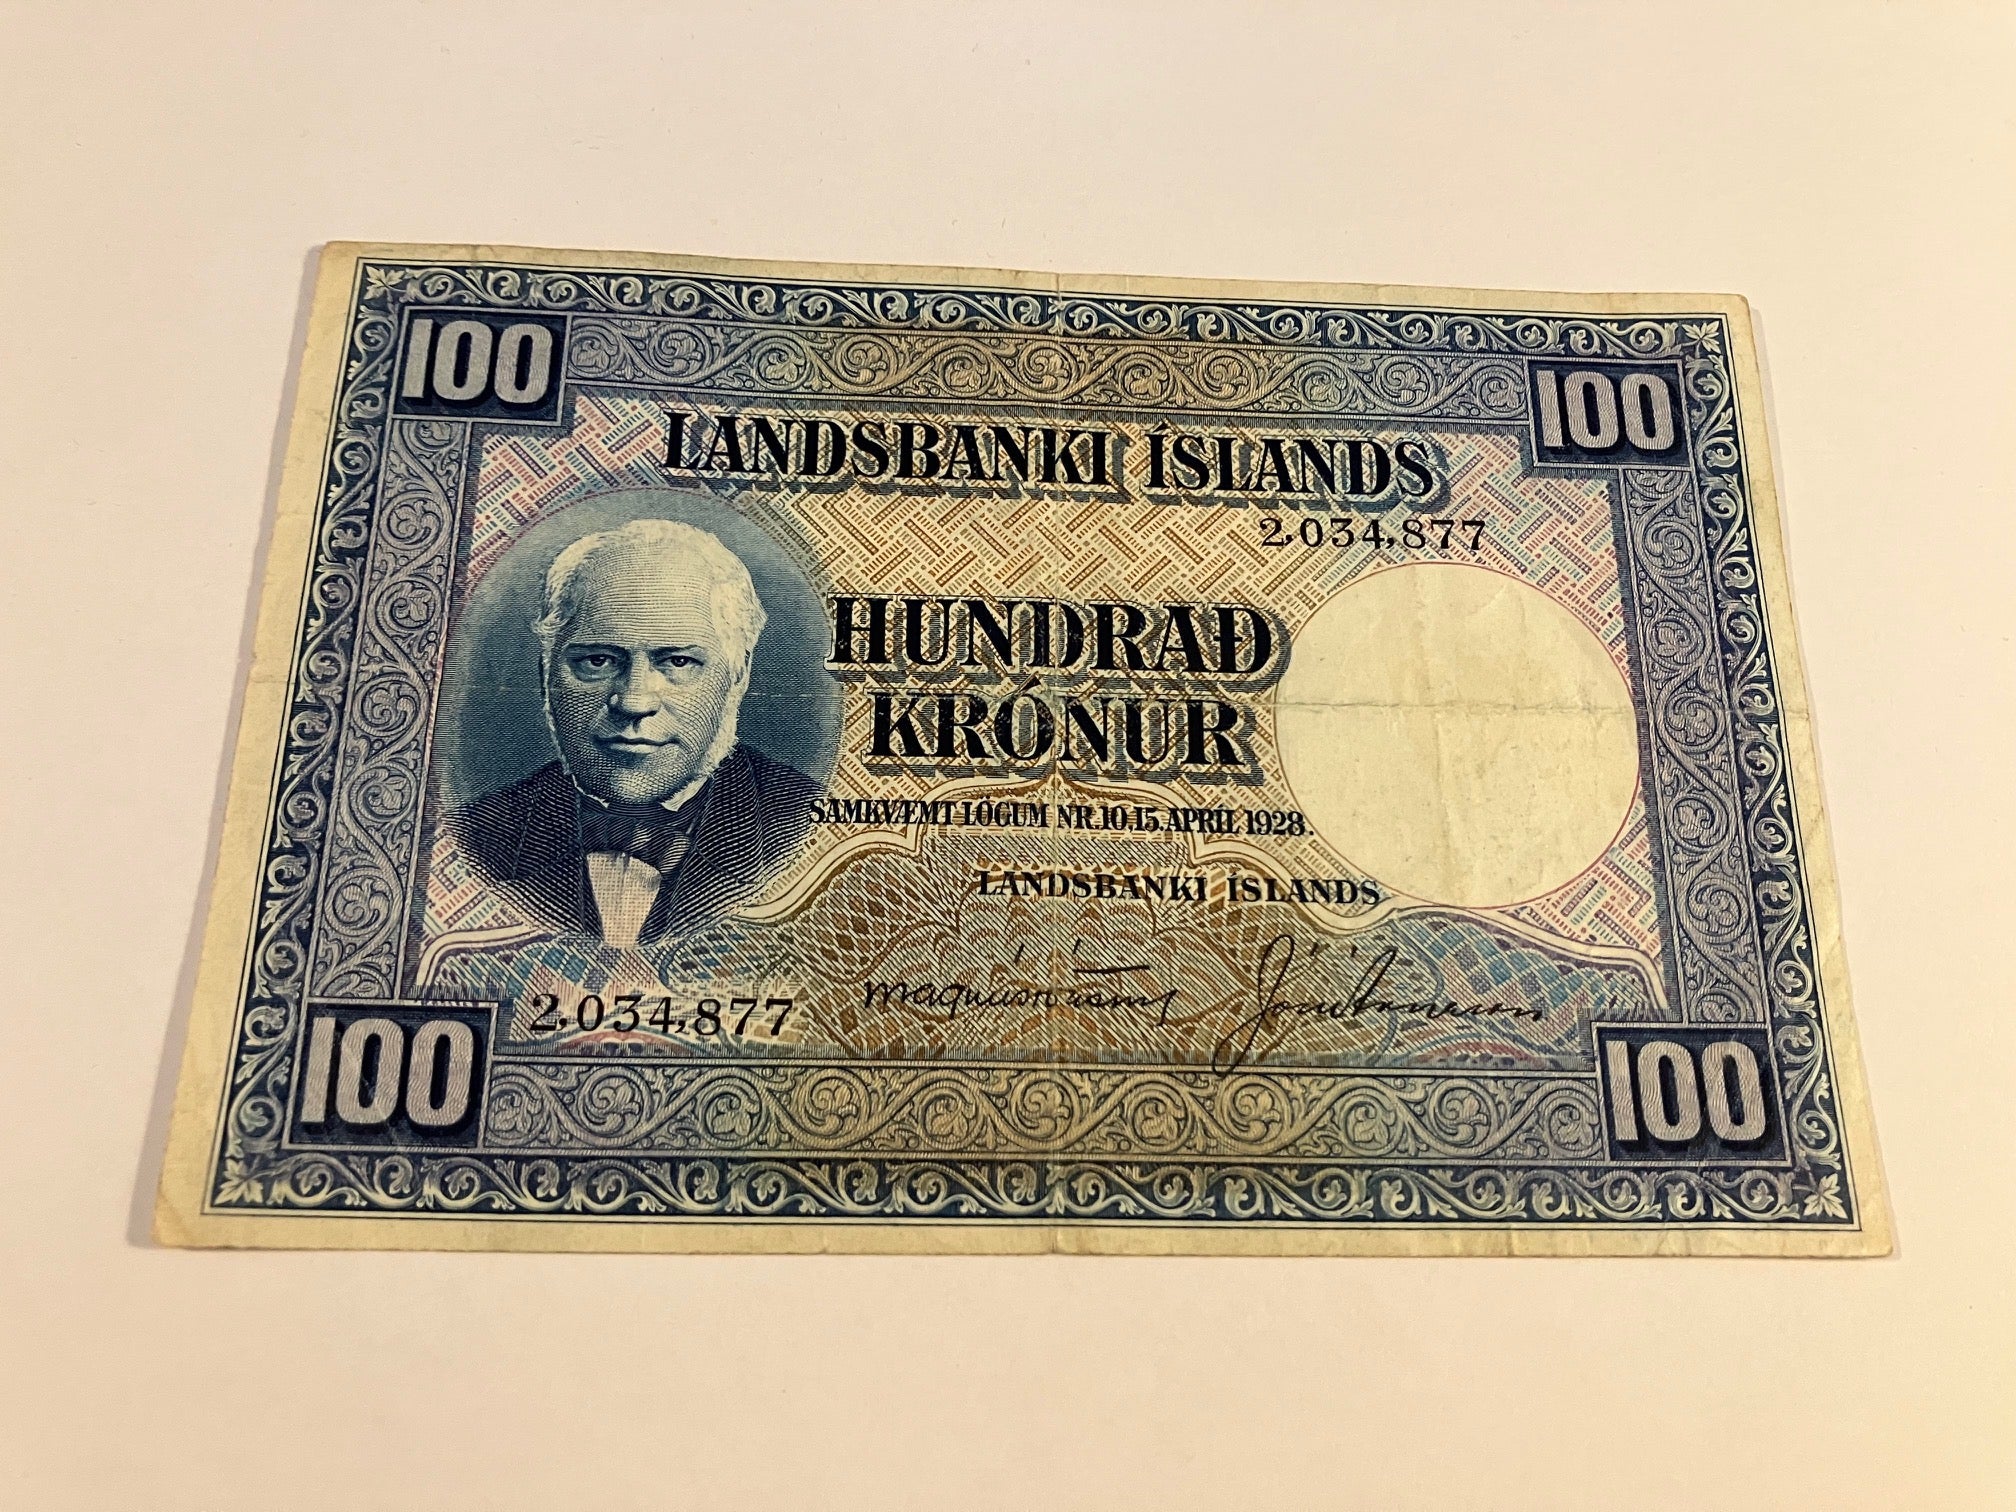 100
100
LANDSBANKI ÍSLANDS
2,034,877
HUNDRAÐ
KRÓNUR
SAMKVÆMT LÖGUM NR.10,15.APRÍL 1928.
LANDSBANKI ÍSLANDS
2,034,877
100
100